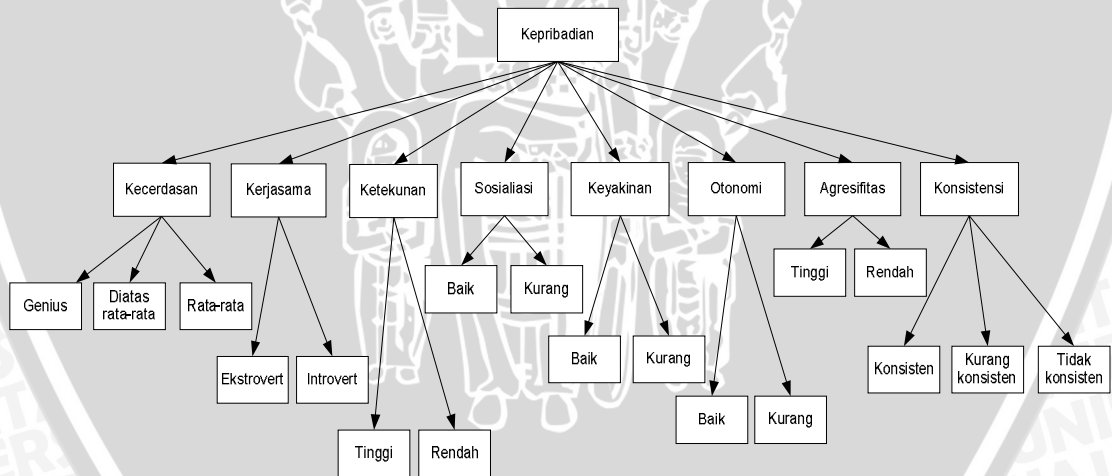 Kepribadian
Kecerdasan
Kerjasama
Ketekunan
Sosialiasi
Keyakinan
Otonomi
Agresifitas
Konsistensi
Genius
Diatas
rata-rata
Rata-rata
Ekstrovert
Introvert
Tinggi
Rendah
Baik
Kurang
Baik
Kurang
Baik
Kurang
Tinggi
Rendah
Konsisten
Kurang
konsisten
Tidak
konsisten